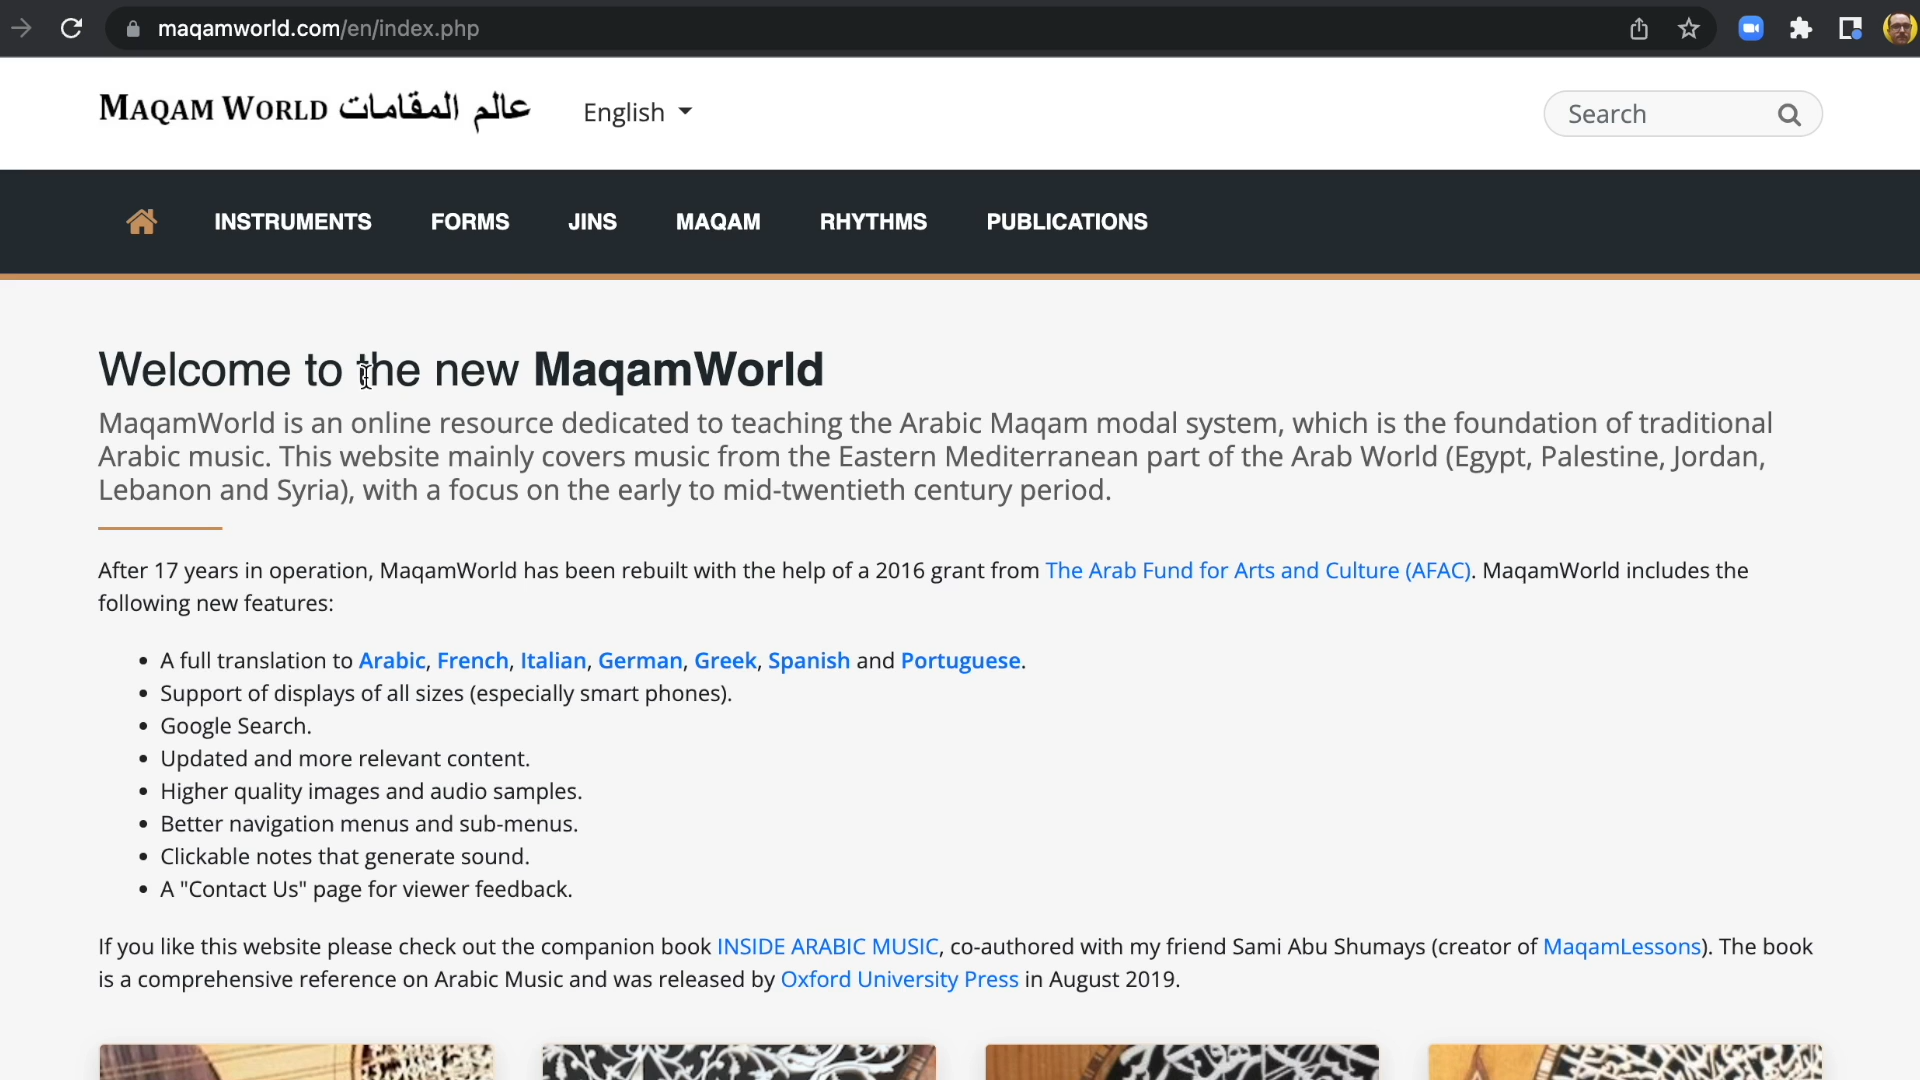 maqamworld.com/en/index.php
MAQAM WORLD عالم المقامات
English
Search
INSTRUMENTS FORMS JINS MAQAM RHYTHMS PUBLICATIONS
Welcome to the new MaqamWorld
MaqamWorld is an online resource dedicated to teaching the Arabic Maqam modal system, which is the foundation of traditional
Arabic music. This website mainly covers music from the Eastern Mediterranean part of the Arab World (Egypt, Palestine, Jordan,
Lebanon and Syria), with a focus on the early to mid-twentieth century period.
After 17 years in operation, MaqamWorld has been rebuilt with the help of a 2016 grant from The Arab Fund for Arts and Culture (AFAC). MaqamWorld includes the
following new features:
• A full translation to Arabic, French, Italian, German, Greek, Spanish and Portuguese.
• Support of displays of all sizes (especially smart phones).
• Google Search.
• Updated and more relevant content.
• Higher quality images and audio samples.
• Better navigation menus and sub-menus.
• Clickable notes that generate sound.
• A "Contact Us" page for viewer feedback.
If you like this website please check out the companion book INSIDE ARABIC MUSIC, co-authored with my friend Sami Abu Shumays (creator of MaqamLessons). The book
is a comprehensive reference on Arabic Music and was released by Oxford University Press in August 2019.